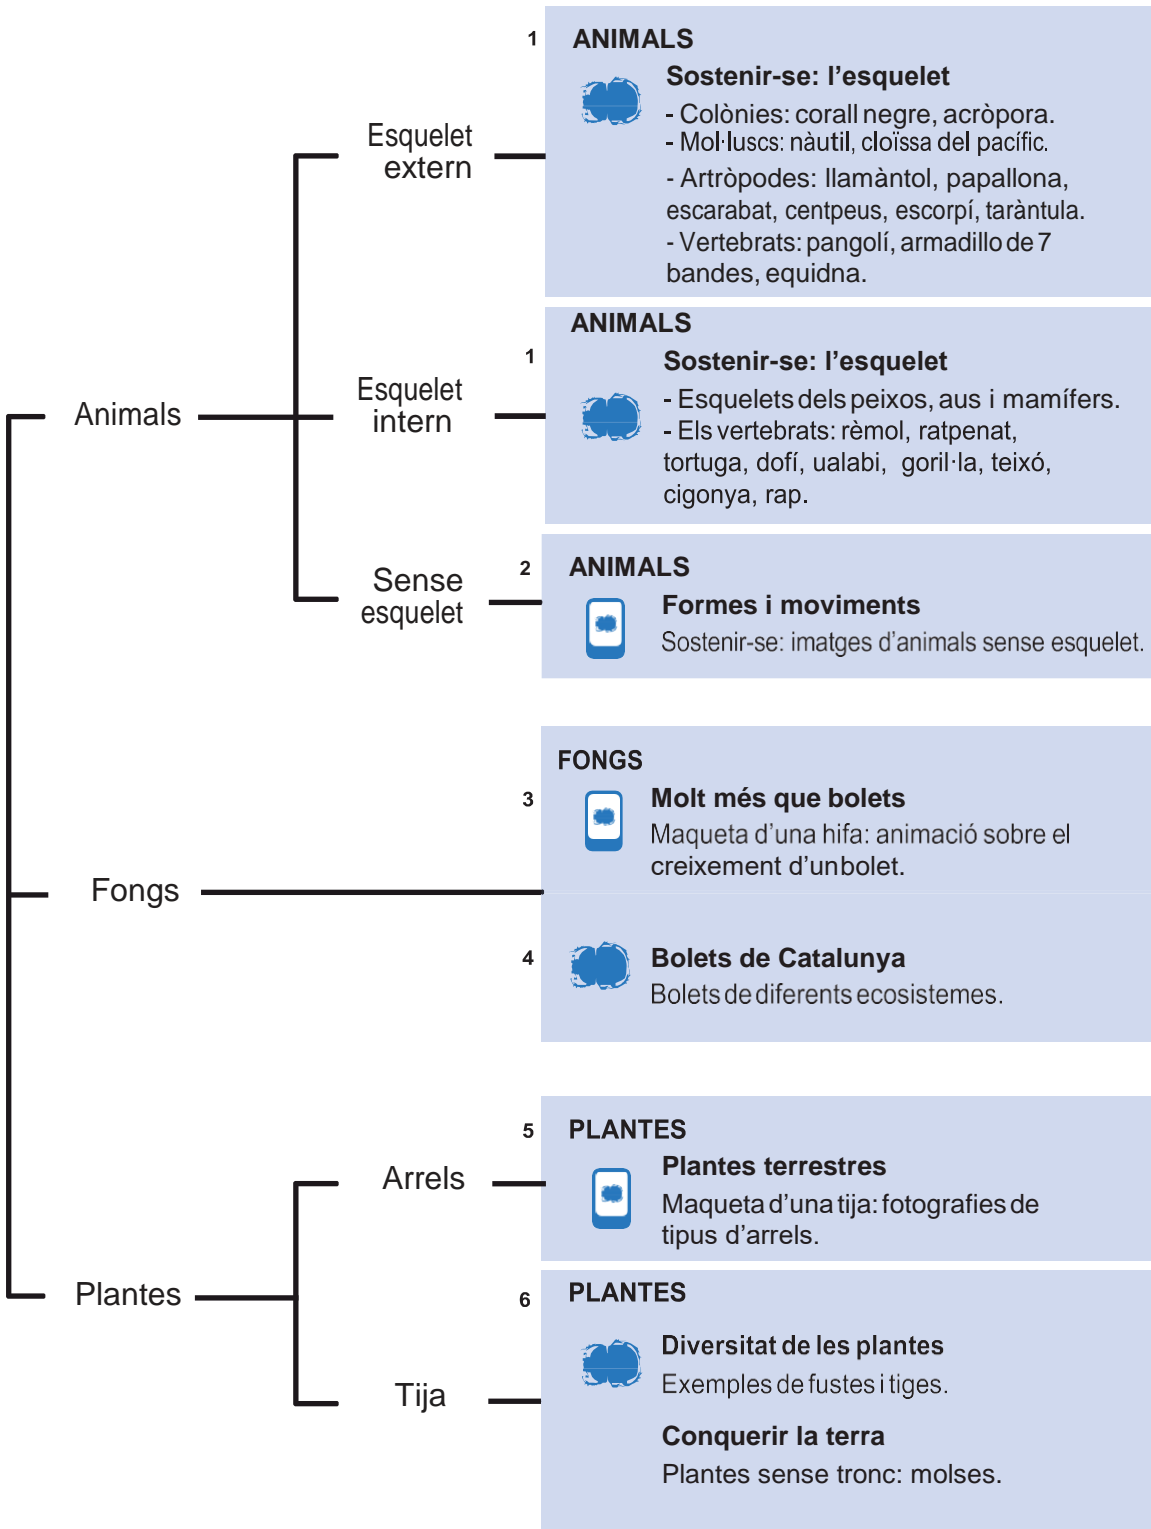 Animals
Esquelet
extern
1
ANIMALS
Sostenir-se: l'esquelet
- Colònies: corall negre, acròpora.
- Mol·luscs: nàutil, cloïssa del pacífic.
- Artròpodes: llamàntol, papallona,
escarabat, centpeus, escorpí, taràntula.
- Vertebrats: pangolí, armadillo de 7
bandes, equidna.
Esquelet
intern
1
ANIMALS
Sostenir-se: l'esquelet
- Esquelets dels peixos, aus i mamífers.
- Els vertebrats: rèmol, ratpenat,
tortuga, dofí, ualabi, goril·la, teixó,
cigonya, rap.
Sense
esquelet
2
ANIMALS
Formes i moviments
Sostenir-se: imatges d'animals sense esquelet.
Fongs
FONGS
3
Molt més que bolets
Maqueta d'una hifa: animació sobre el
creixement d'un bolet.
4
Bolets de Catalunya
Bolets de diferents ecosistemes.
Plantes
Arrels
5
PLANTES
Plantes terrestres
Maqueta d'una tija: fotografies de
tipus d'arrels.
Tija
6
PLANTES
Diversitat de les plantes
Exemples de fustes i tiges.
Conquerir la terra
Plantes sense tronc: molses.